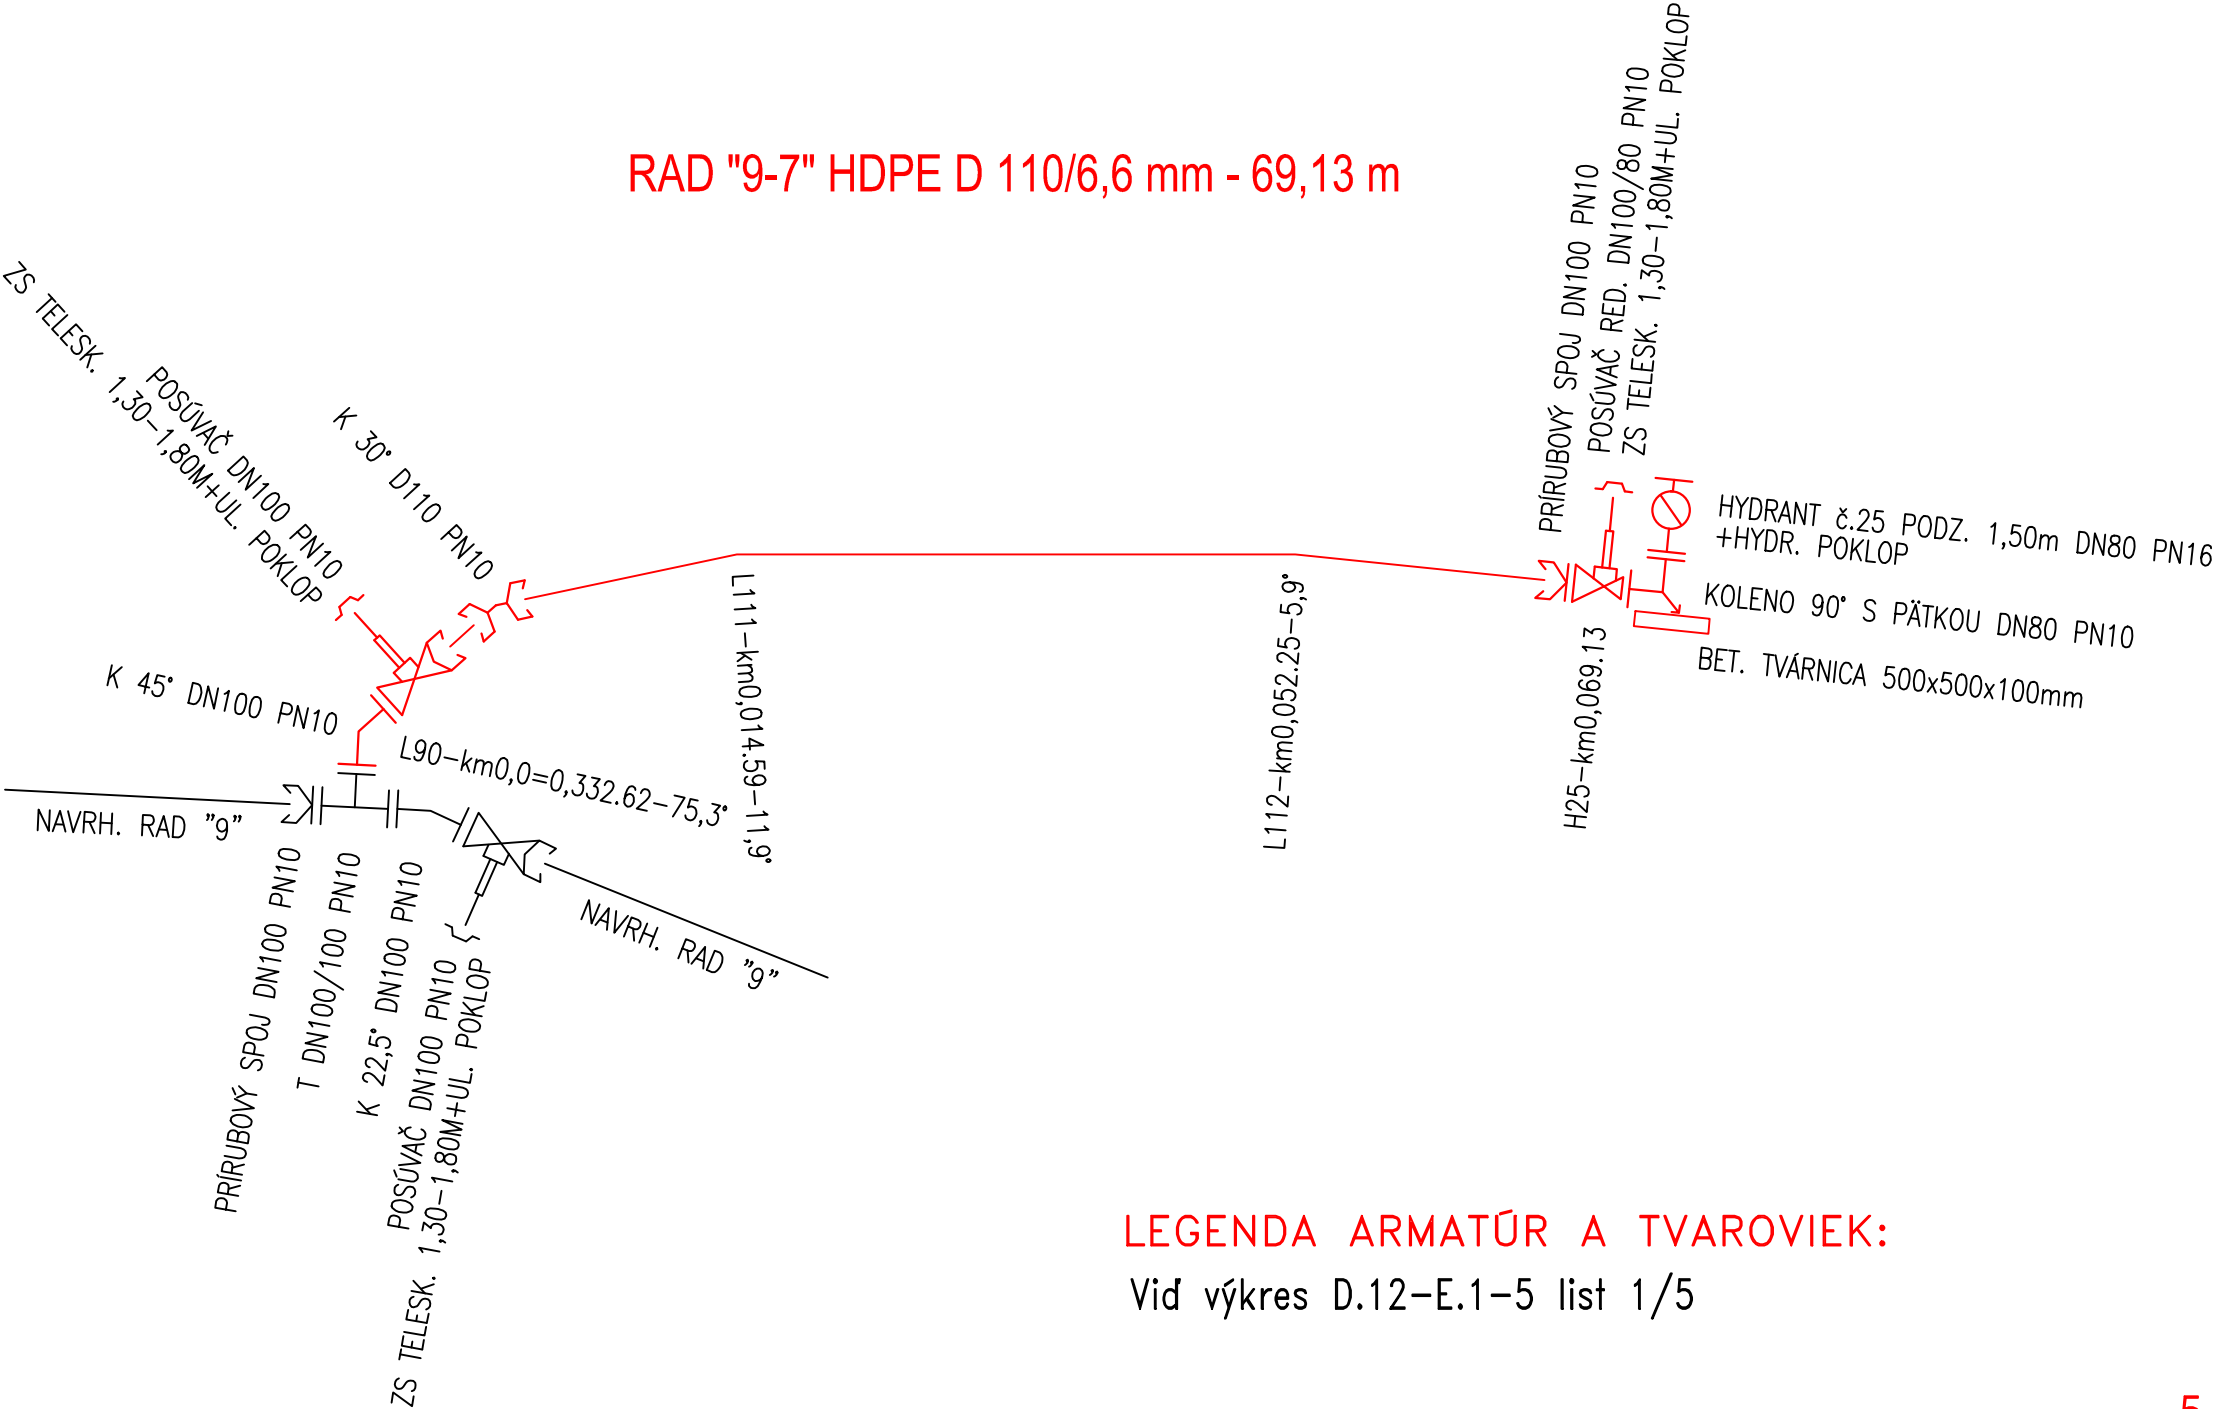 RAD "9-7" HDPE D 110/6,6 mm - 69,13 m
ZS TELESK. 1,30-1,80M+UL. POKLOP
POSÚVAČ DN100 PN10
K 30° D110 PN10
K 45° DN100 PN10
L90-km0,0=0,332.62-75,3°
NAVRH. RAD "9"
NAVRH. RAD "9"
PRÍRUBOVÝ SPOJ DN100 PN10
T DN100/100 PN10
K 22,5° DN100 PN10
POSÚVAČ DN100 PN10
ZS TELESK. 1,30-1,80M+UL. POKLOP
L111-km0,014.59-11,9°
L112-km0,052.25-5,9°
H25-km0,069.13
PRÍRUBOVÝ SPOJ DN100 PN10
POSÚVAČ RED. DN100/80 PN10
ZS TELESK. 1,30-1,80M+UL. POKLOP
HYDRANT č.25 PODZ. 1,50m DN80 PN16
+HYDR. POKLOP
KOLENO 90° S PÄTKOU DN80 PN10
BET. TVÁRNICA 500x500x100mm
LEGENDA ARMATÚR A TVAROVIEK:
Viď výkres D.12-E.1-5 list 1/5